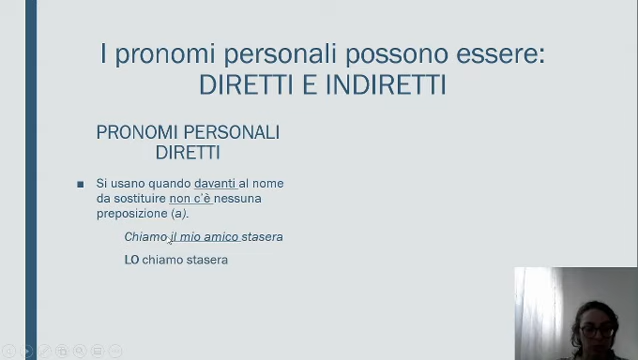 I pronomi personali possono essere:
DIRETTI E INDIRETTI
PRONOMI PERSONALI
DIRETTI
Si usano quando davanti al nome
da sostituire non c'è nessuna
preposizione (a).
Chiamo il mio amico stasera
LO chiamo stasera